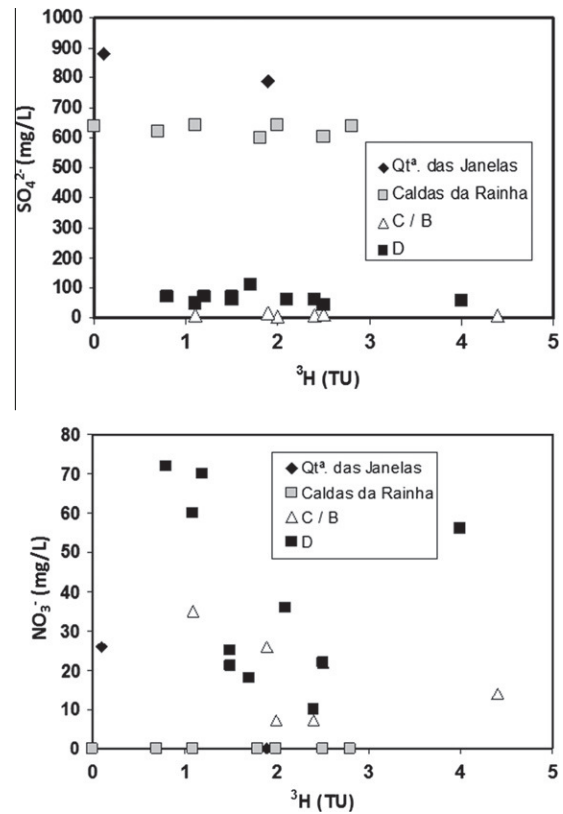 1000
900
800
700
600
500
400
300
200
100
0
SO₄²⁻ (mg/L)
Qtª. das Janelas
Caldas da Rainha
C / B
D
0 1 2 3 4 5
³H (TU)
80
70
60
50
40
30
20
10
0
NO₃⁻ (mg/L)
Qtª. das Janelas
Caldas da Rainha
C / B
D
0 1 2 3 4 5
³H (TU)